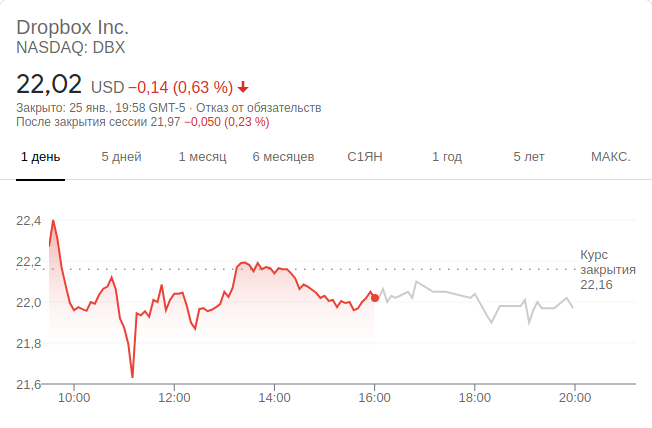 Dropbox Inc.
NASDAQ: DBX
22,02 USD −0,14 (0,63 %)
Закрыто: 25 янв., 19:58 GMT-5 · Отказ от обязательств
После закрытия сессии 21,97 −0,050 (0,23 %)
1 день 5 дней 1 месяц 6 месяцев С1ЯН 1 год 5 лет МАКС.
22,4
22,2
22,0
21,8
21,6
Курс
закрытия
22,16
10:00 12:00 14:00 16:00 18:00 20:00